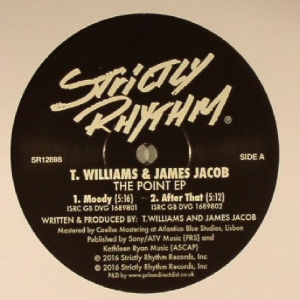 STRICTLY
RHYTHM®
SR12698
SIDE A
T. WILLIAMS & JAMES JACOB
THE POINT EP
1. Moody (5:16) 2. After That (5:12)
ISRC GB DVG 1689801 ISRC GB DVG 1689802
WRITTEN & PRODUCED BY: T.WILLIAMS AND JAMES JACOB
Mastered by Coelho Mastering at Atlantico Blue Studios, Lisbon
Published by Sony/ATV Music (PRS) and
Kathleen Ryan Music (ASCAP)
℗ 2016 Strictly Rhythm Records, Inc
© 2016 Strictly Rhythm Records, Inc
P&D by www.primedirectdist.co.uk